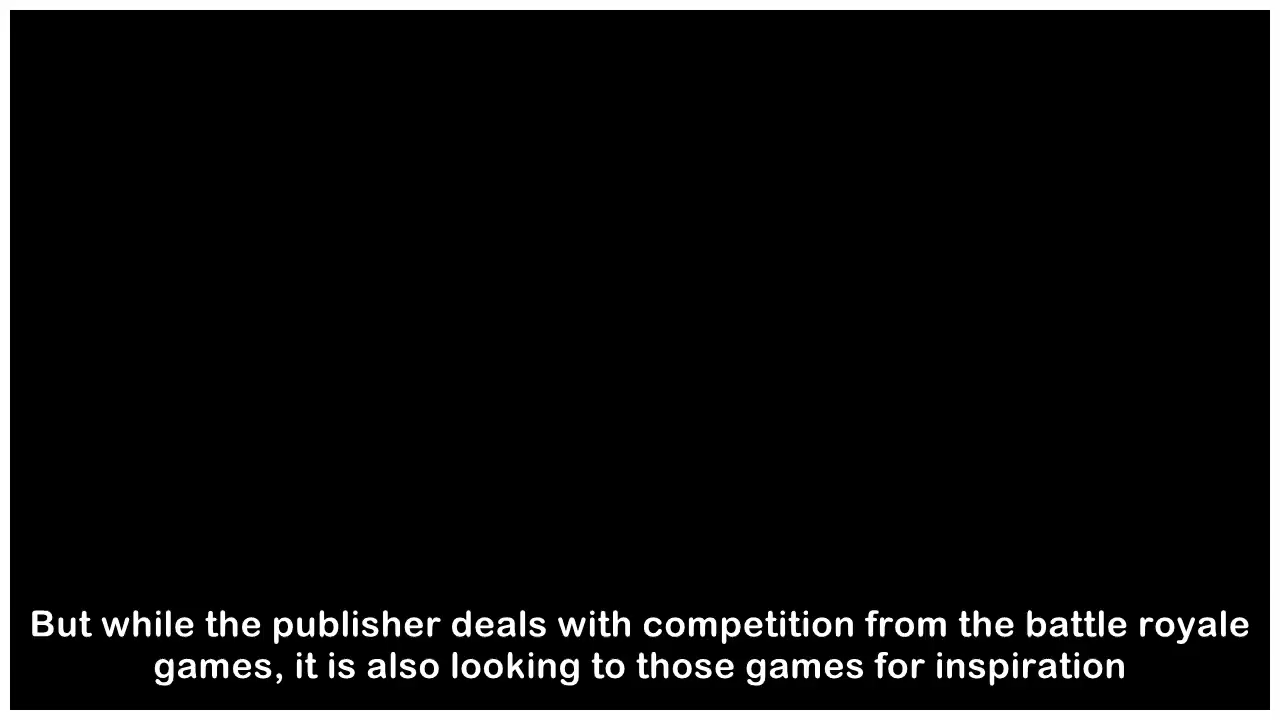 But while the publisher deals with competition from the battle royale
games, it is also looking to those games for inspiration